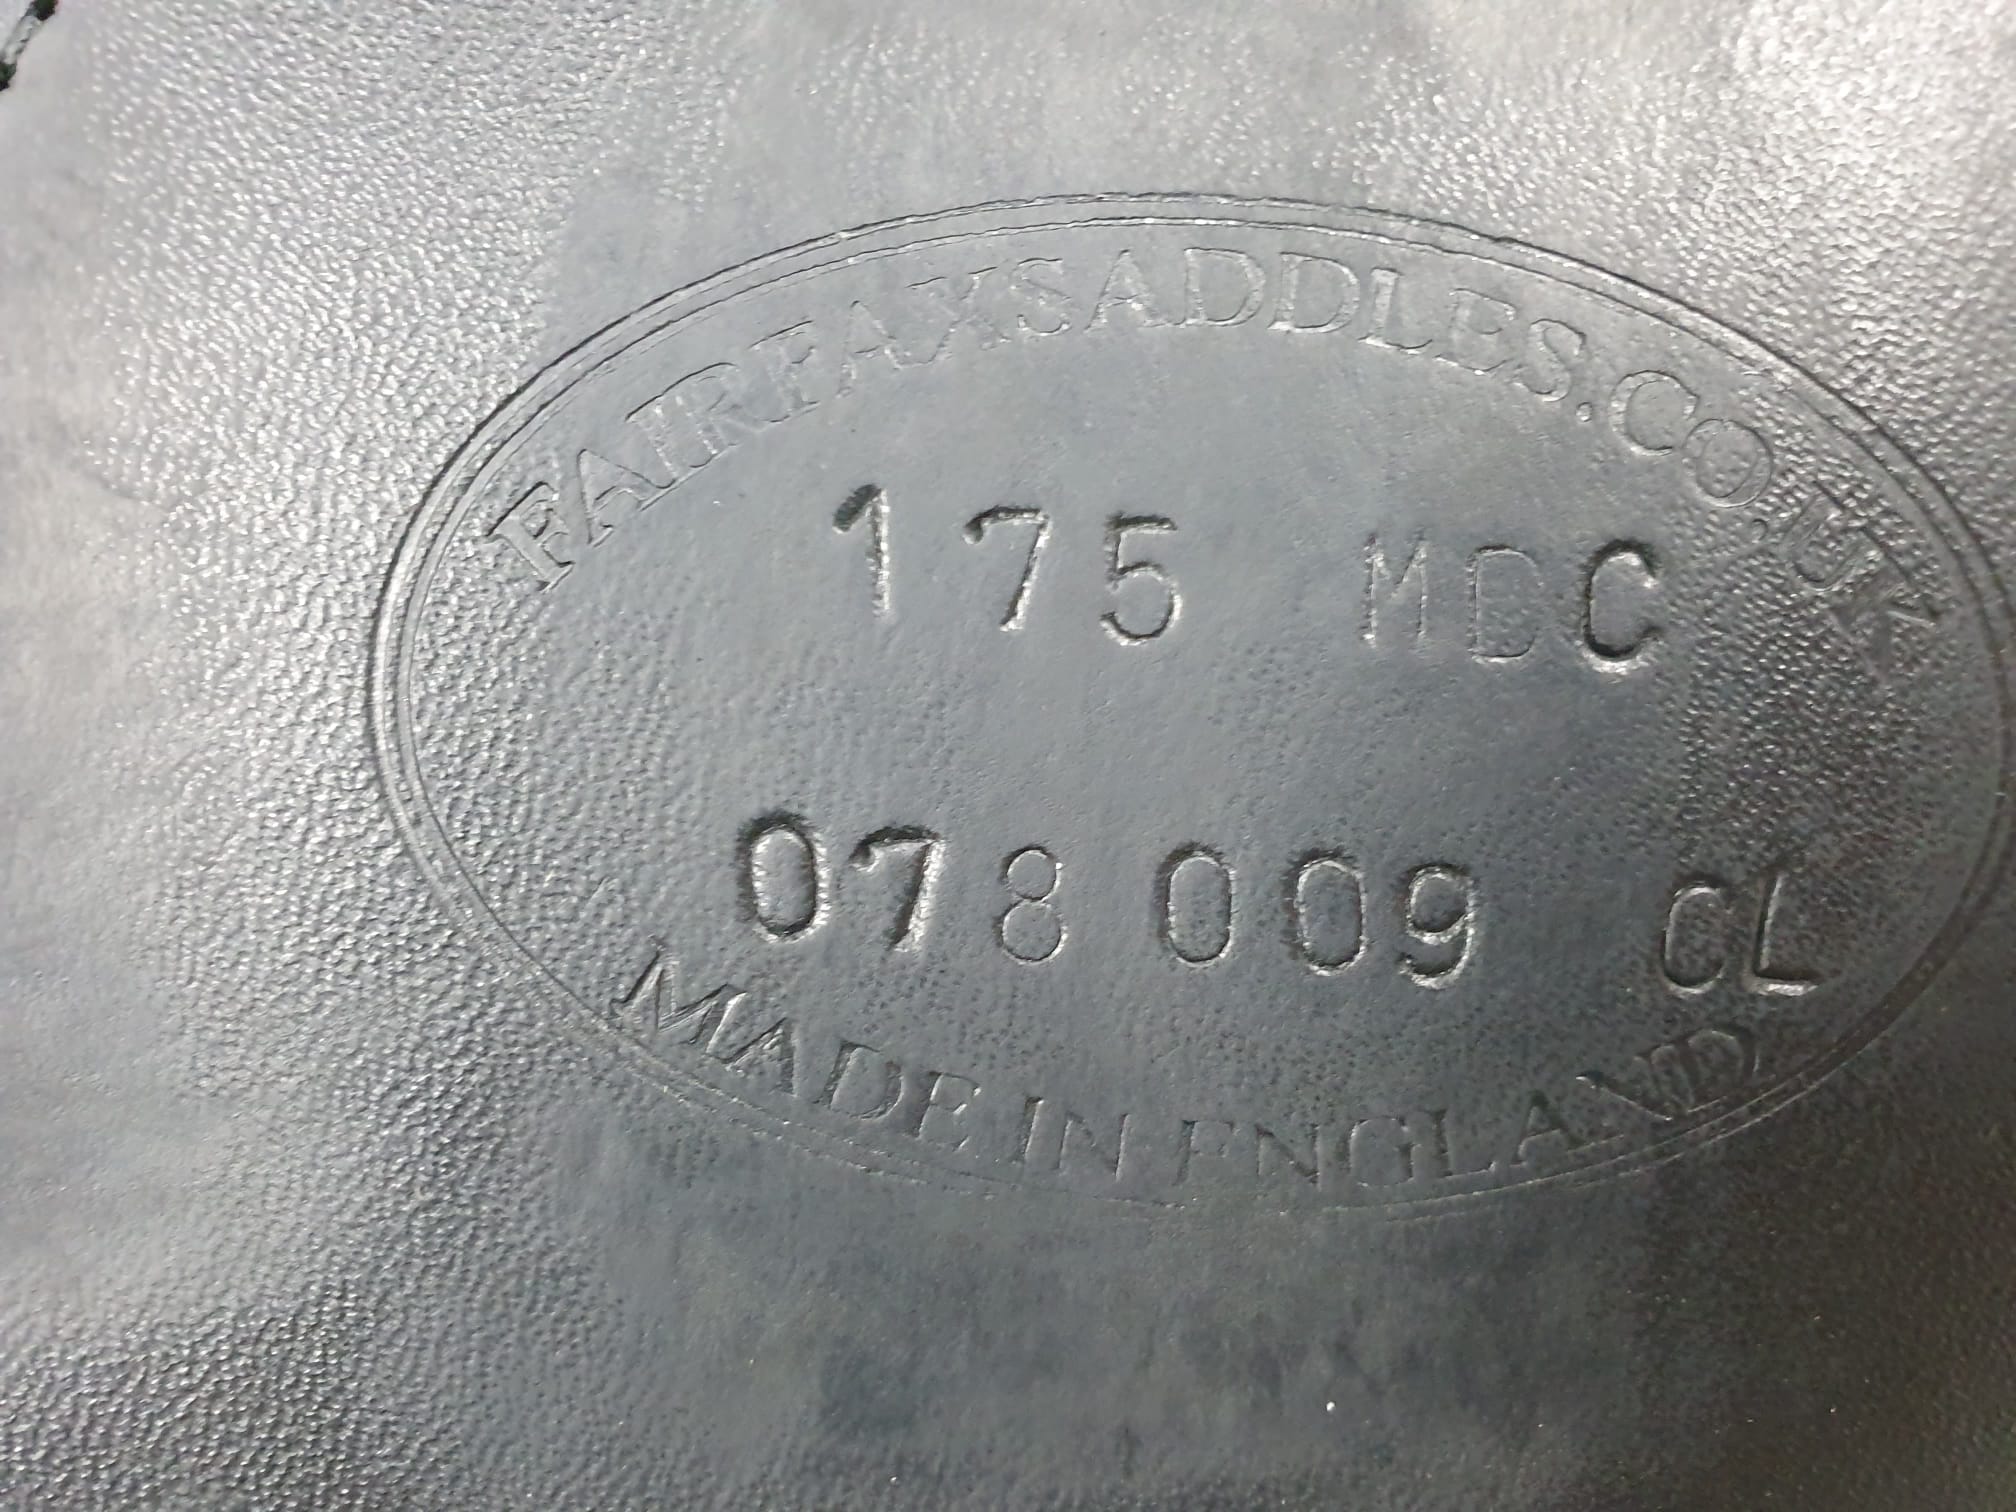 FAIRFAXSADDLES.CO.UK
175 MDC
078009 CL
MADE IN ENGLAND